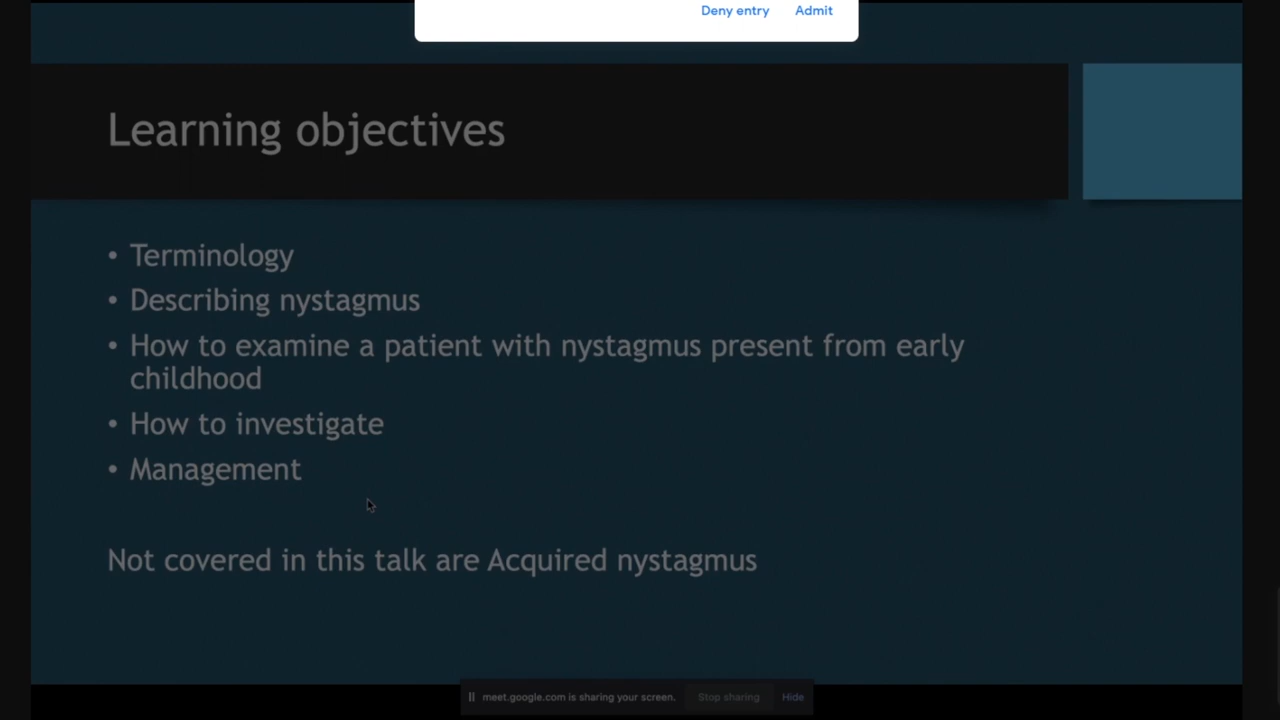 Deny entry Admit
Learning objectives
• Terminology
• Describing nystagmus
• How to examine a patient with nystagmus present from early
childhood
• How to investigate
• Management
Not covered in this talk are Acquired nystagmus
meet.google.com is sharing your screen. Stop sharing Hide